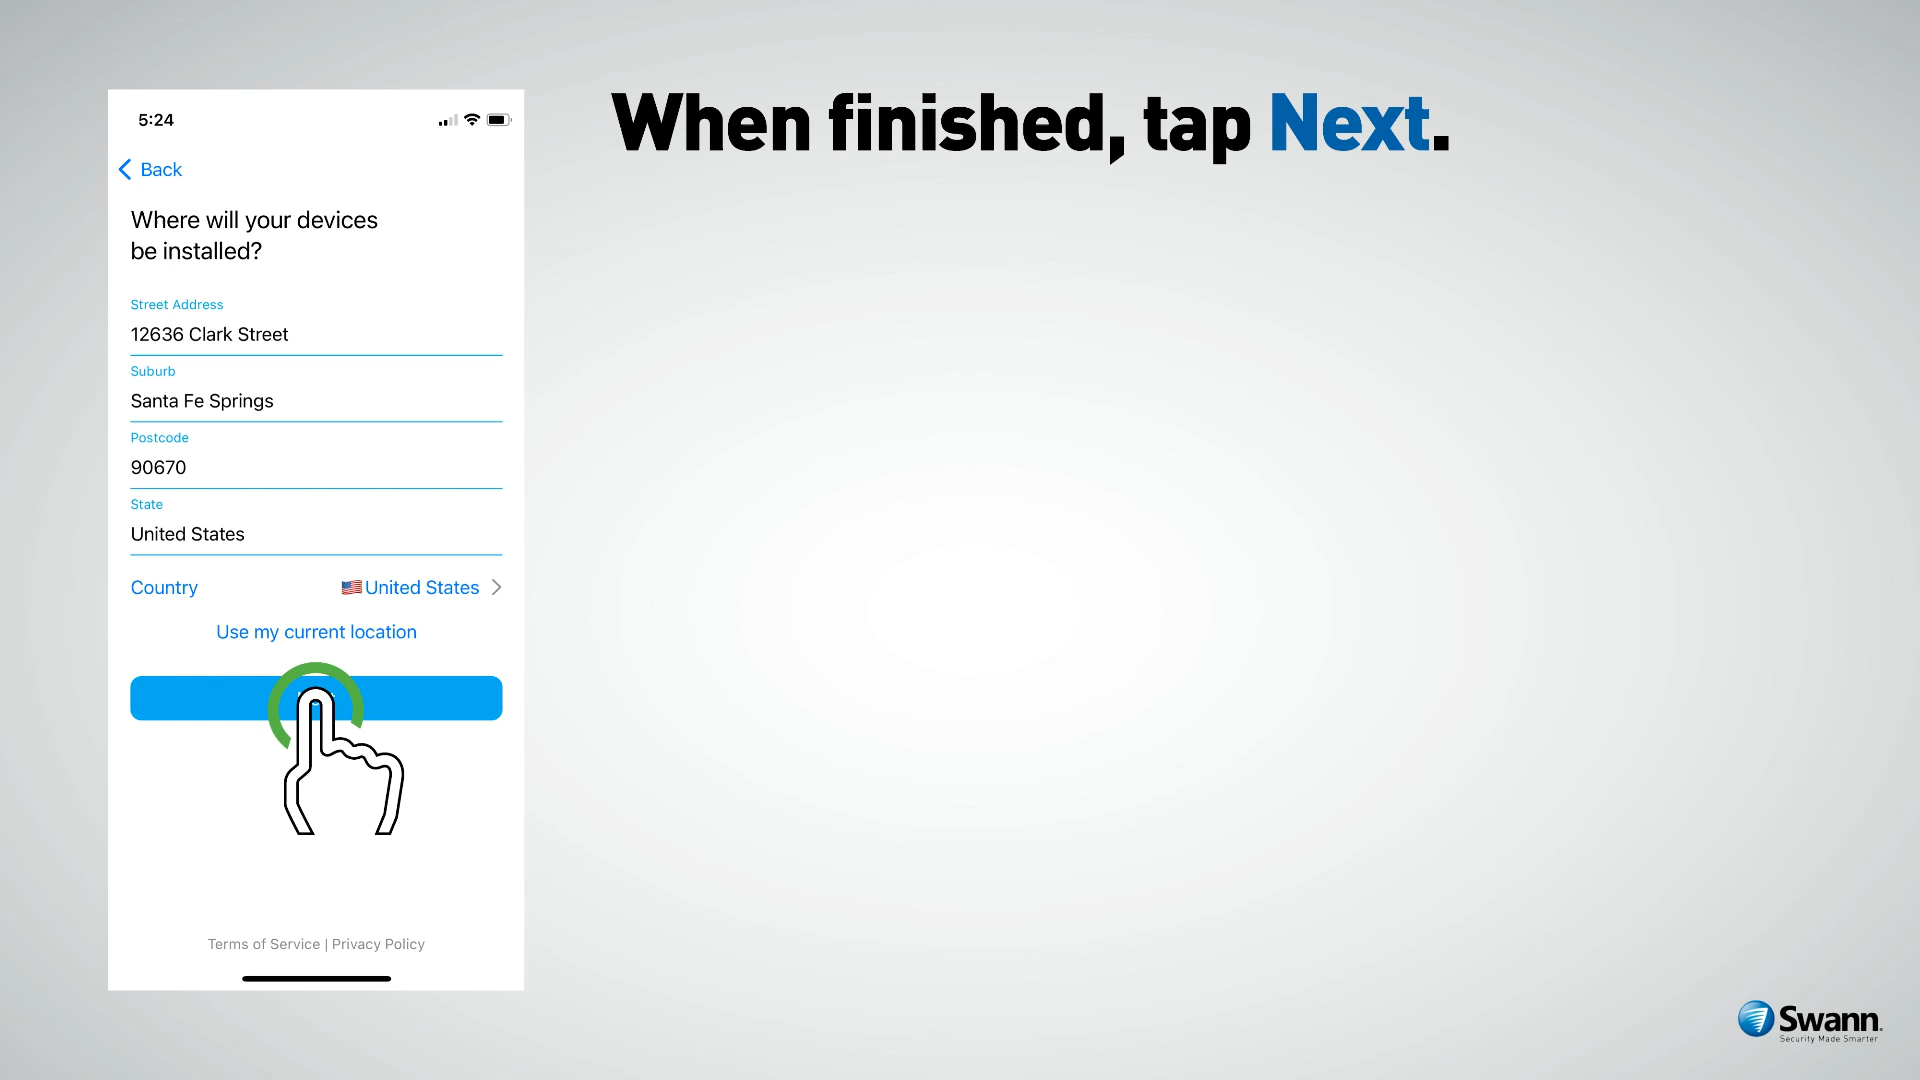 When finished, tap Next.
5:24
Back
Where will your devices
be installed?
Street Address
12636 Clark Street
Suburb
Santa Fe Springs
Postcode
90670
State
United States
Country
United States
Use my current location
Terms of Service | Privacy Policy
Swann.
Security Made Smarter